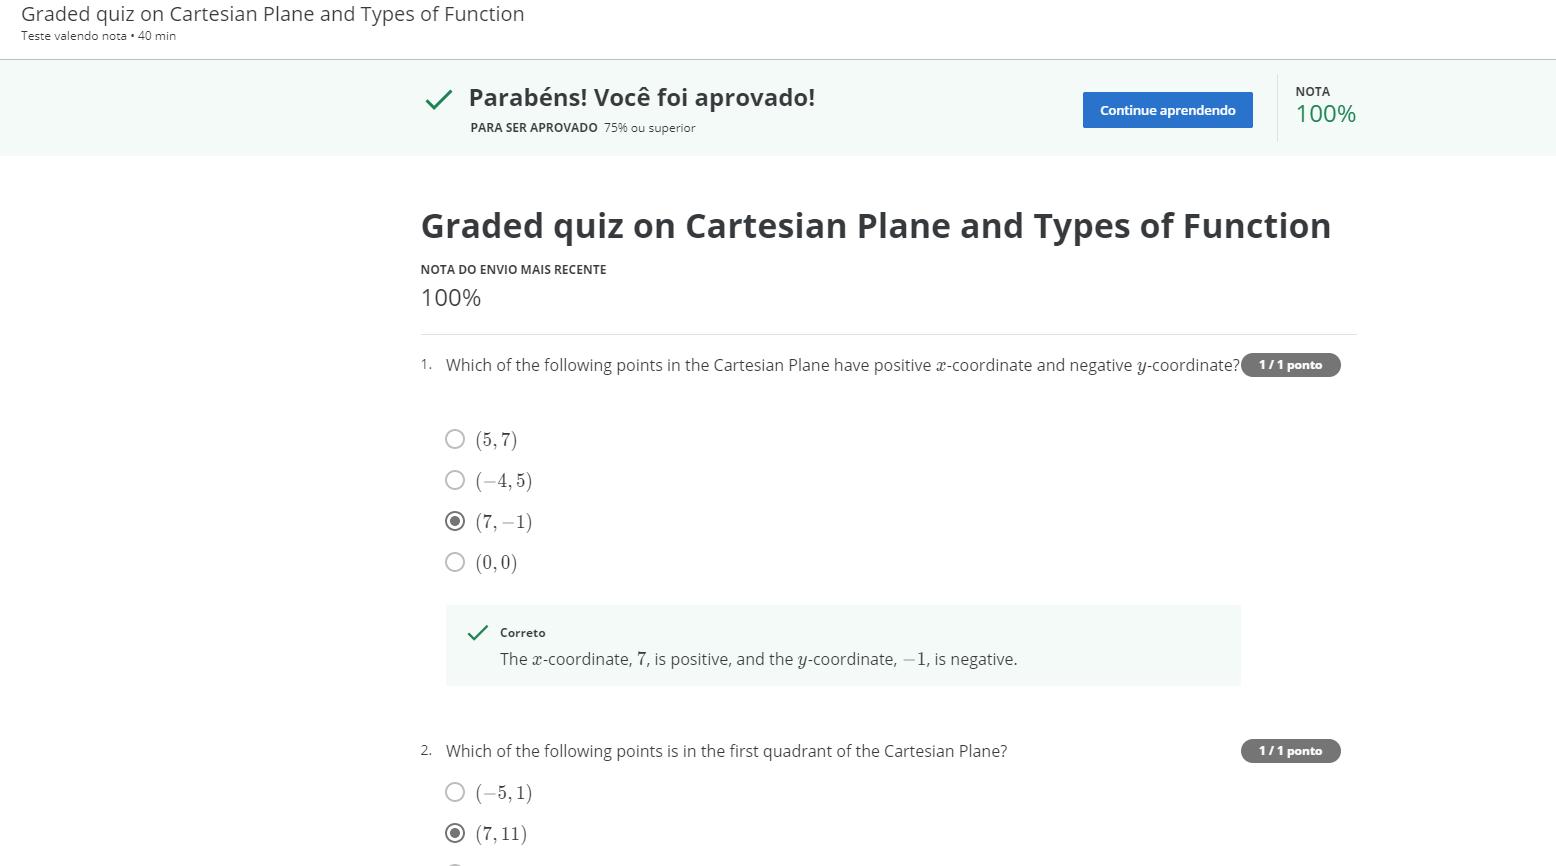 Graded quiz on Cartesian Plane and Types of Function
Teste valendo nota • 40 min
Parabéns! Você foi aprovado!
PARA SER APROVADO 75% ou superior
Continue aprendendo
NOTA
100%
Graded quiz on Cartesian Plane and Types of Function
NOTA DO ENVIO MAIS RECENTE
100%
1. Which of the following points in the Cartesian Plane have positive x-coordinate and negative y-coordinate? 1 / 1 ponto
(5, 7)
(−4, 5)
(7, −1)
(0, 0)
Correto
The x-coordinate, 7, is positive, and the y-coordinate, −1, is negative.
2. Which of the following points is in the first quadrant of the Cartesian Plane? 1 / 1 ponto
(−5, 1)
(7, 11)